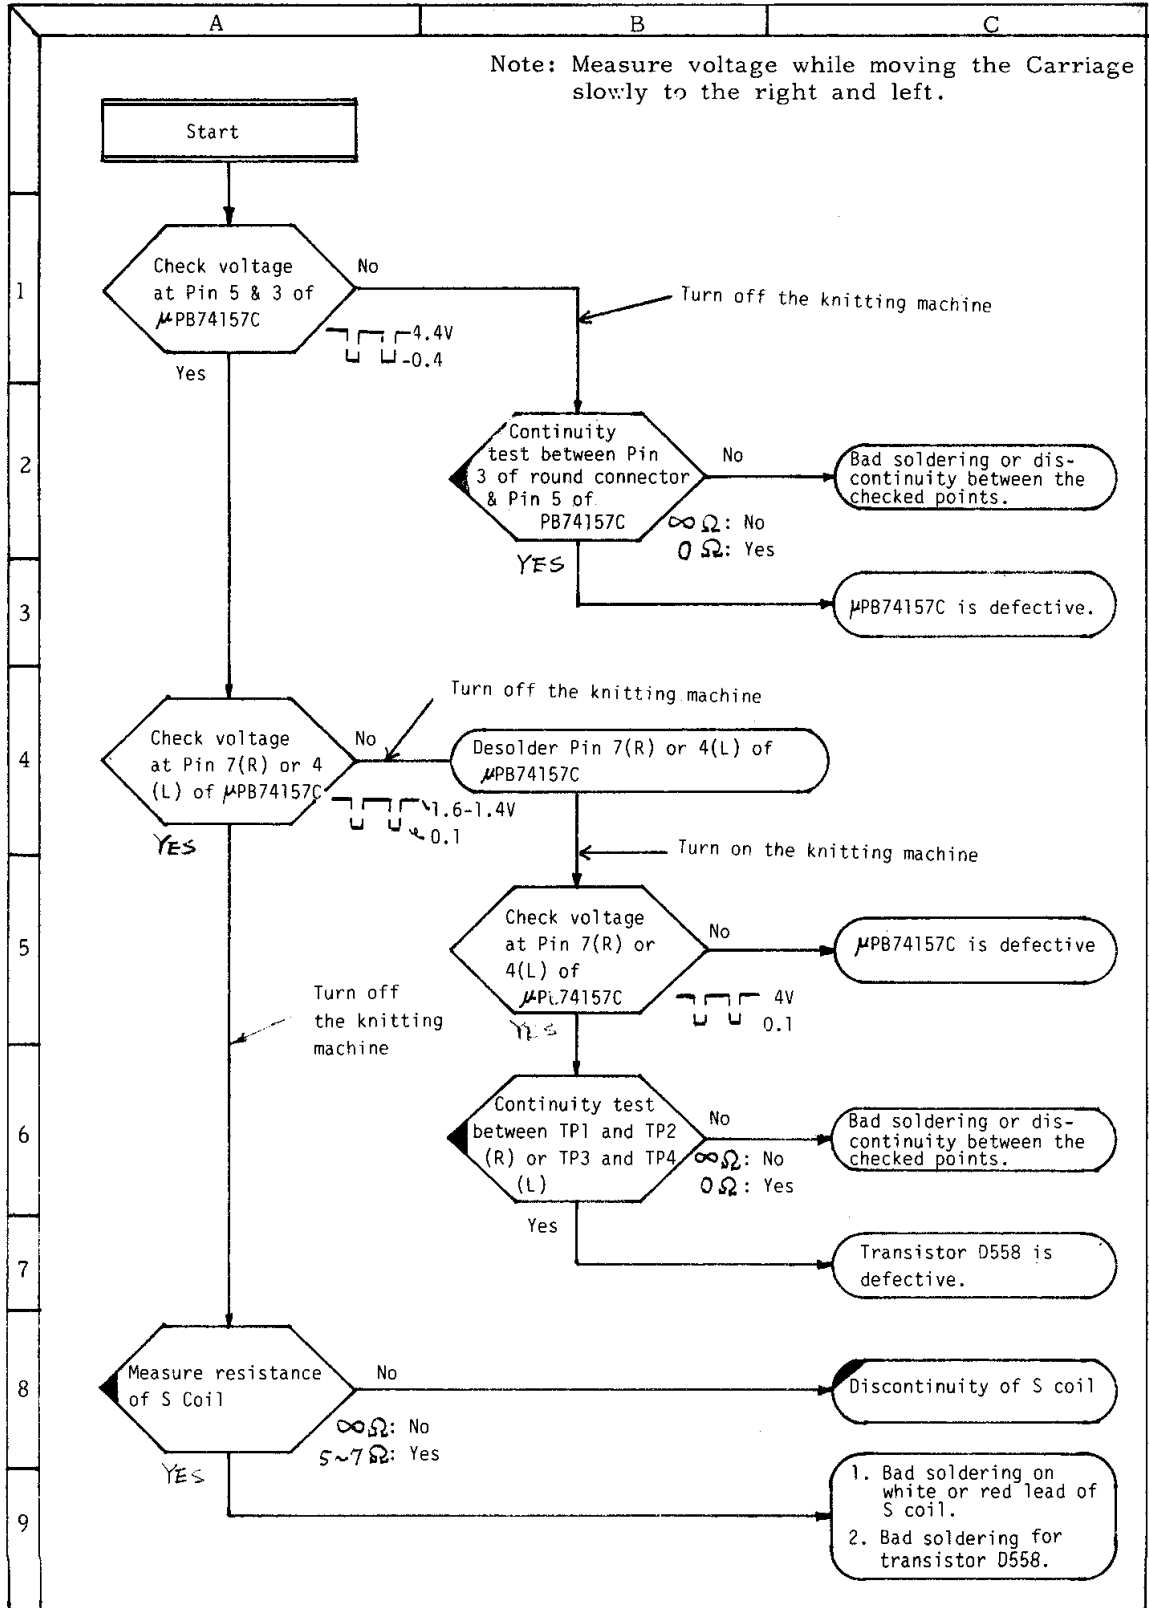 A
B
C
Note: Measure voltage while moving the Carriage
slowly to the right and left.
Start
1
Check voltage
at Pin 5 & 3 of
μPB74157C
No
4.4V
-0.4
Yes
Turn off the knitting machine
2
Continuity
test between Pin
3 of round connector
& Pin 5 of
PB74157C
No
∞ Ω: No
0 Ω: Yes
YES
Bad soldering or dis-
continuity between the
checked points.
3
μPB74157C is defective.
4
Check voltage
at Pin 7(R) or 4
(L) of μPB74157C
No
1.6-1.4V
0.1
YES
Turn off the knitting machine
Desolder Pin 7(R) or 4(L) of
μPB74157C
Turn on the knitting machine
5
Check voltage
at Pin 7(R) or
4(L) of
74157C
No
4V
0.1
YES
μPB74157C is defective
Turn off
the knitting
machine
6
Continuity test
between TP1 and TP2
(R) or TP3 and TP4
(L)
No
∞Ω: No
0Ω: Yes
Yes
Bad soldering or dis-
continuity between the
checked points.
7
Transistor D558 is
defective.
8
Measure resistance
of S Coil
No
∞Ω: No
5~7Ω: Yes
YES
Discontinuity of S coil
9
1. Bad soldering on
white or red lead of
S coil.
2. Bad soldering for
transistor D558.